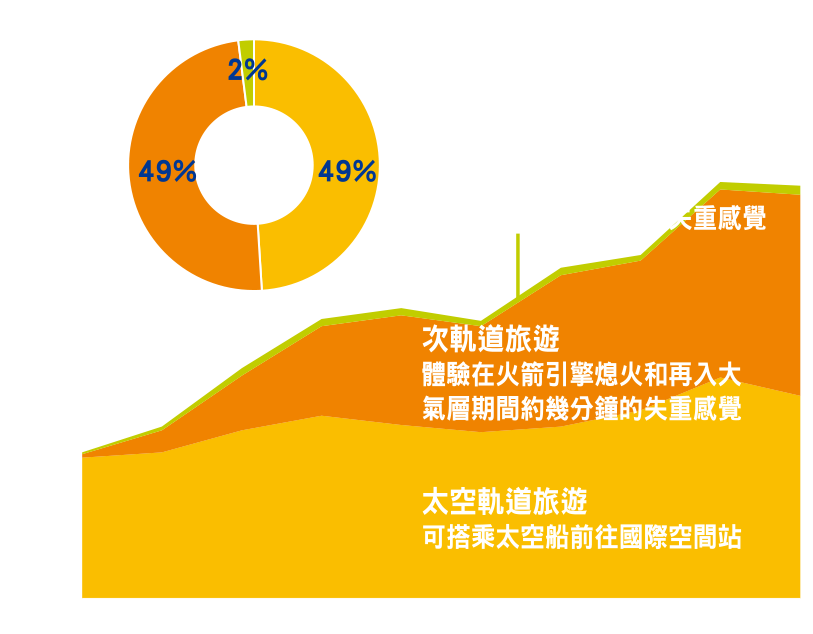 2%
49%
49%
失重感覺
次軌道旅遊
體驗在火箭引擎熄火和再入大
氣層期間約幾分鐘的失重感覺
太空軌道旅遊
可搭乘太空船前往國際空間站